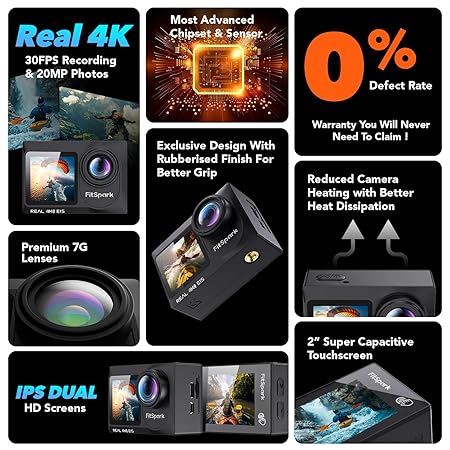 Real 4K
30FPS Recording
& 20MP Photos
FitSpark
REAL 4K EIS
Most Advanced
Chipset & Sensor
0%
Defect Rate
Warranty You Will Never
Need To Claim !
Exclusive Design With
Rubberised Finish For
Better Grip
FitSpark
REAL 4K EIS
Reduced Camera
Heating with Better
Heat Dissipation
Premium 7G
Lenses
IPS DUAL
HD Screens
FitSpark
REAL 4K EIS
FitSpark
2” Super Capacitive
Touchscreen
FitSpark